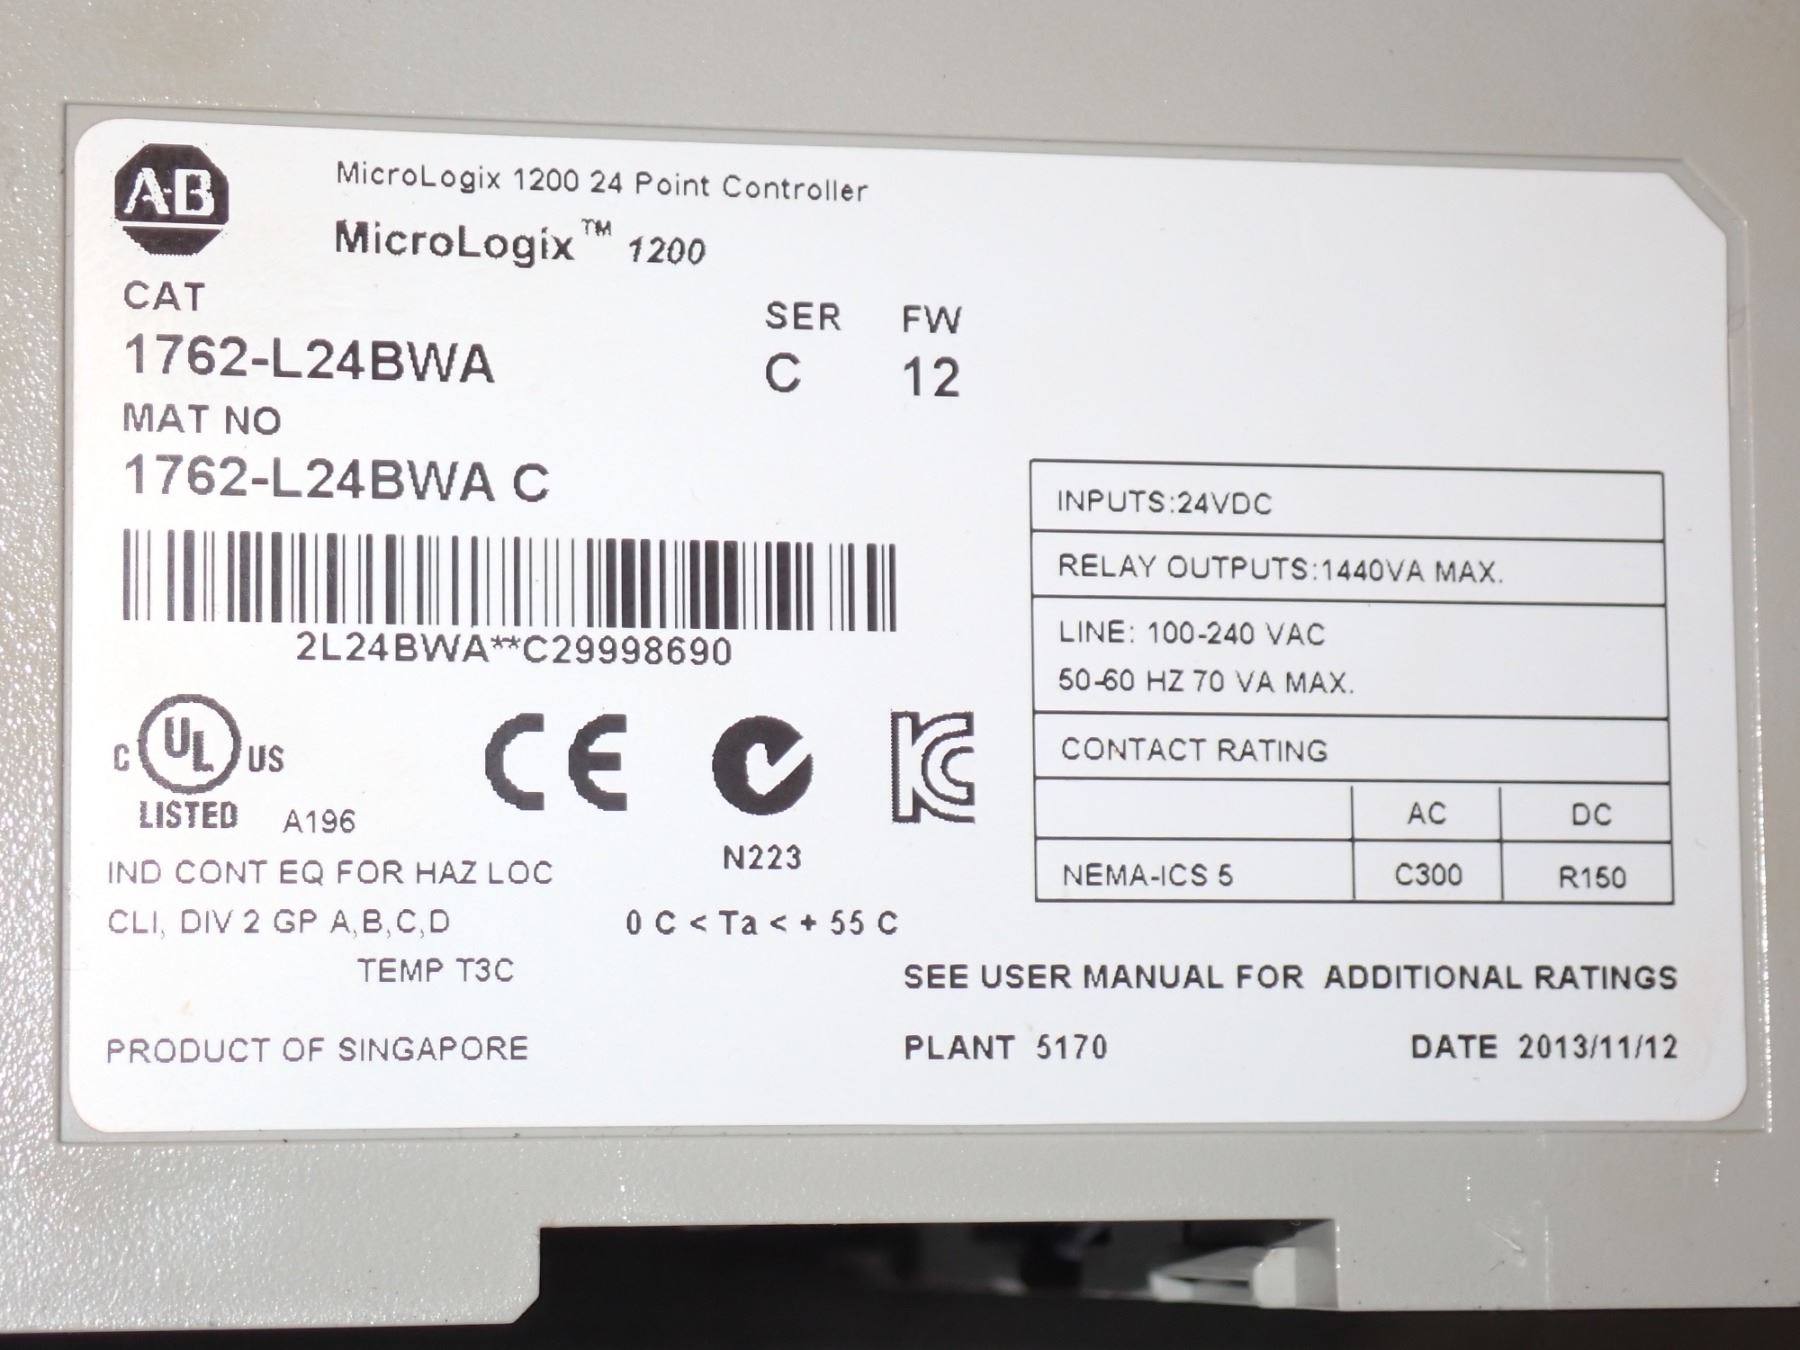 AB
MicroLogix 1200 24 Point Controller
MicroLogix™ 1200
CAT
SER FW
1762-L24BWA
C 12
MAT NO
1762-L24BWA C
2L24BWA**C29998690
C UL US
LISTED A196
CE
N223
KC
IND CONT EQ FOR HAZ LOC
CLI, DIV 2 GP A,B,C,D
0 C < Ta < + 55 C
TEMP T3C
PRODUCT OF SINGAPORE
INPUTS:24VDC
RELAY OUTPUTS:1440VA MAX.
LINE: 100-240 VAC
50-60 HZ 70 VA MAX.
CONTACT RATING
AC DC
NEMA-ICS 5 C300 R150
SEE USER MANUAL FOR ADDITIONAL RATINGS
PLANT 5170 DATE 2013/11/12